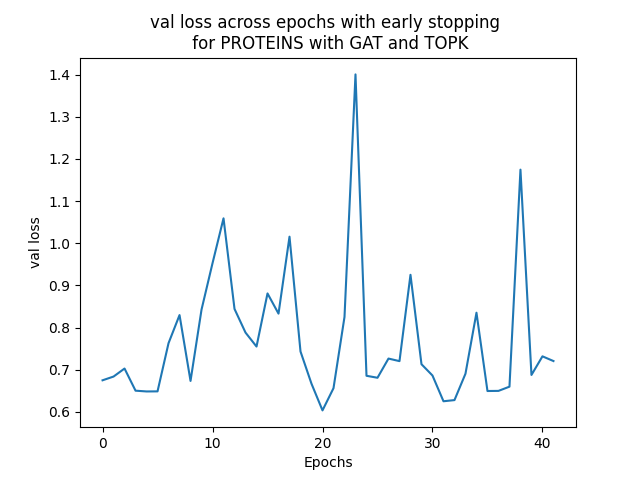 val loss across epochs with early stopping
for PROTEINS with GAT and TOPK
1.4
1.3
1.2
1.1
1.0
0.9
0.8
0.7
0.6
val loss
0 10 20 30 40
Epochs